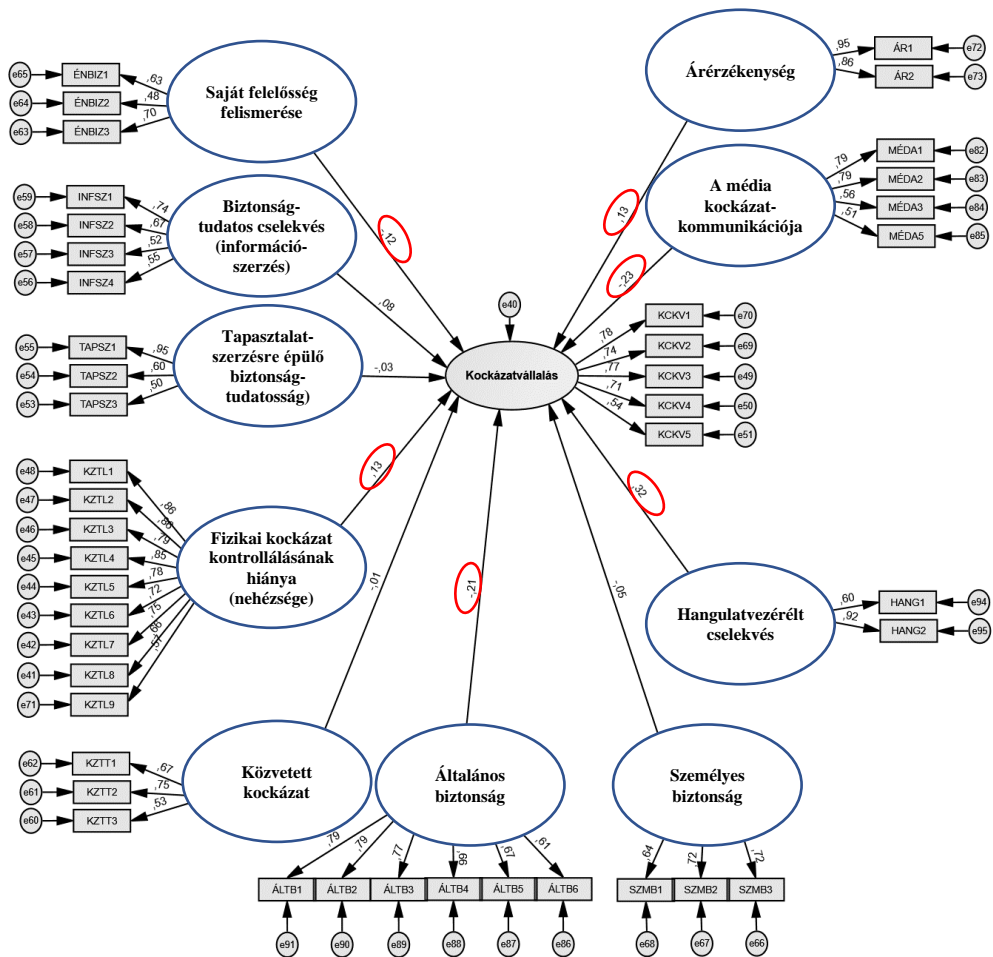 e65
ÉNBIZ1
,63
e64
ÉNBIZ2
,48
e63
ÉNBIZ3
,70
Saját felelősség
felismerése
-,12
e59
INFSZ1
,74
e58
INFSZ2
,67
e57
INFSZ3
,52
e56
INFSZ4
,55
Biztonság-
tudatos cselekvés
(információ-
szerzés)
,08
e55
TAPSZ1
,95
e54
TAPSZ2
,60
e53
TAPSZ3
,50
Tapasztalat-
szerzésre épülő
biztonság-
tudatosság)
-,03
e48
KZTL1
,86
e47
KZTL2
,86
e46
KZTL3
,79
e45
KZTL4
,85
e44
KZTL5
,78
e43
KZTL6
,72
e42
KZTL7
,75
e41
KZTL8
,66
e71
KZTL9
,57
Fizikai kockázat
kontrollálásának
hiánya
(nehézsége)
,13
e62
KZTT1
,67
e61
KZTT2
,75
e60
KZTT3
,53
Közvetett
kockázat
-,01
Általános
biztonság
-,21
,79
,79
,77
,66
,67
,61
ÁLTB1
ÁLTB2
ÁLTB3
ÁLTB4
ÁLTB5
ÁLTB6
e91
e90
e89
e88
e87
e86
Személyes
biztonság
-,05
,64
,72
,72
SZMB1
SZMB2
SZMB3
e68
e67
e66
Hangulatvezérélt
cselekvés
,32
,60
HANG1
e94
,92
HANG2
e95
e40
Kockázatvállalás
,78
KCKV1
e70
,74
KCKV2
e69
,77
KCKV3
e49
,71
KCKV4
e50
,54
KCKV5
e51
Árérzékenység
,13
,95
ÁR1
e72
,86
ÁR2
e73
A média
kockázat-
kommunikációja
-,23
,79
MÉDA1
e82
,79
MÉDA2
e83
,56
MÉDA3
e84
,51
MÉDA5
e85